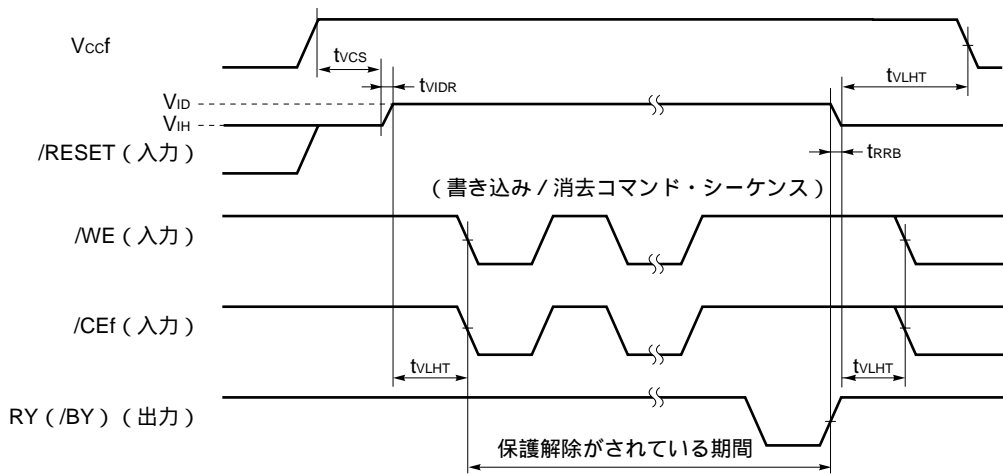 VCCf
tVCS
tVIDR
tVLHT
VID
VIH
/RESET（入力）
tRRB
（書き込み / 消去コマンド・シーケンス）
/WE（入力）
/CEf（入力）
tVLHT
tVLHT
RY（/BY）（出力）
保護解除がされている期間